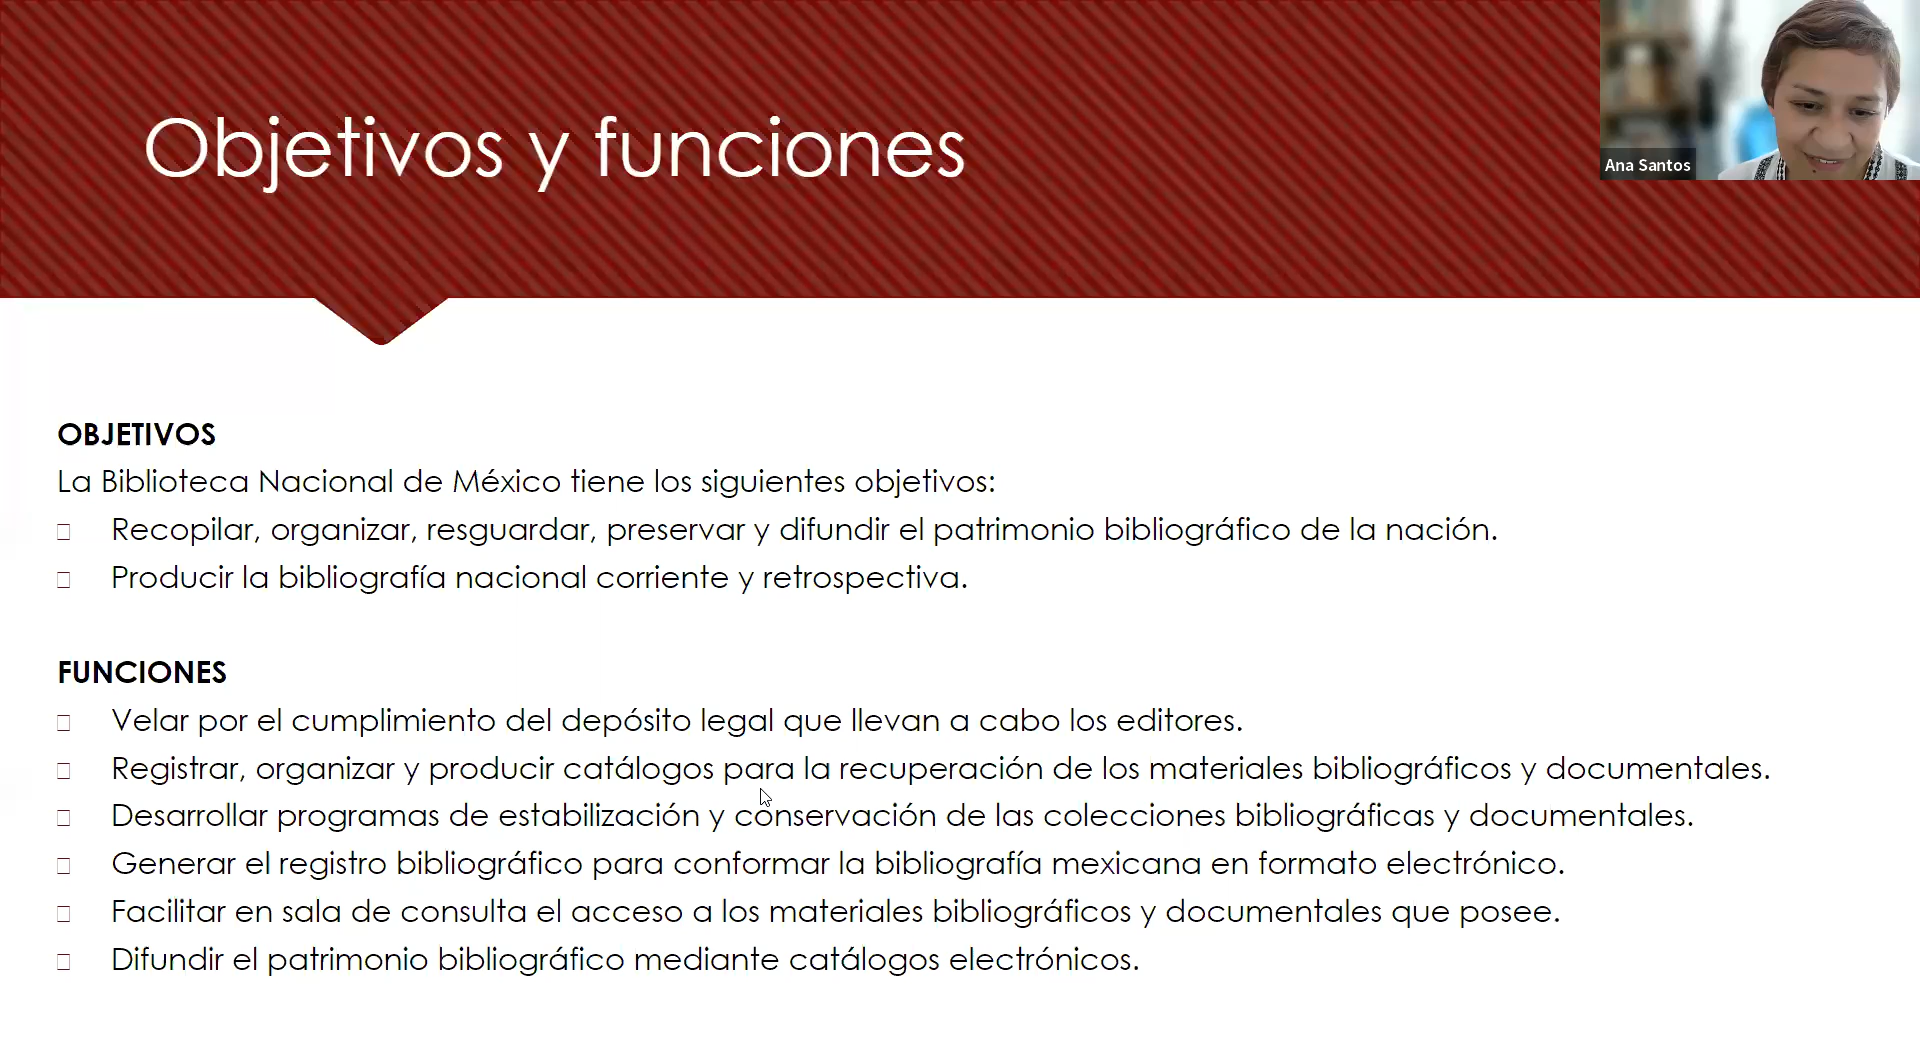 Objetivos y funciones
Ana Santos
OBJETIVOS
La Biblioteca Nacional de México tiene los siguientes objetivos:
Recopilar, organizar, resguardar, preservar y difundir el patrimonio bibliográfico de la nación.
Producir la bibliografía nacional corriente y retrospectiva.
FUNCIONES
Velar por el cumplimiento del depósito legal que llevan a cabo los editores.
Registrar, organizar y producir catálogos para la recuperación de los materiales bibliográficos y documentales.
Desarrollar programas de estabilización y conservación de las colecciones bibliográficas y documentales.
Generar el registro bibliográfico para conformar la bibliografía mexicana en formato electrónico.
Facilitar en sala de consulta el acceso a los materiales bibliográficos y documentales que posee.
Difundir el patrimonio bibliográfico mediante catálogos electrónicos.